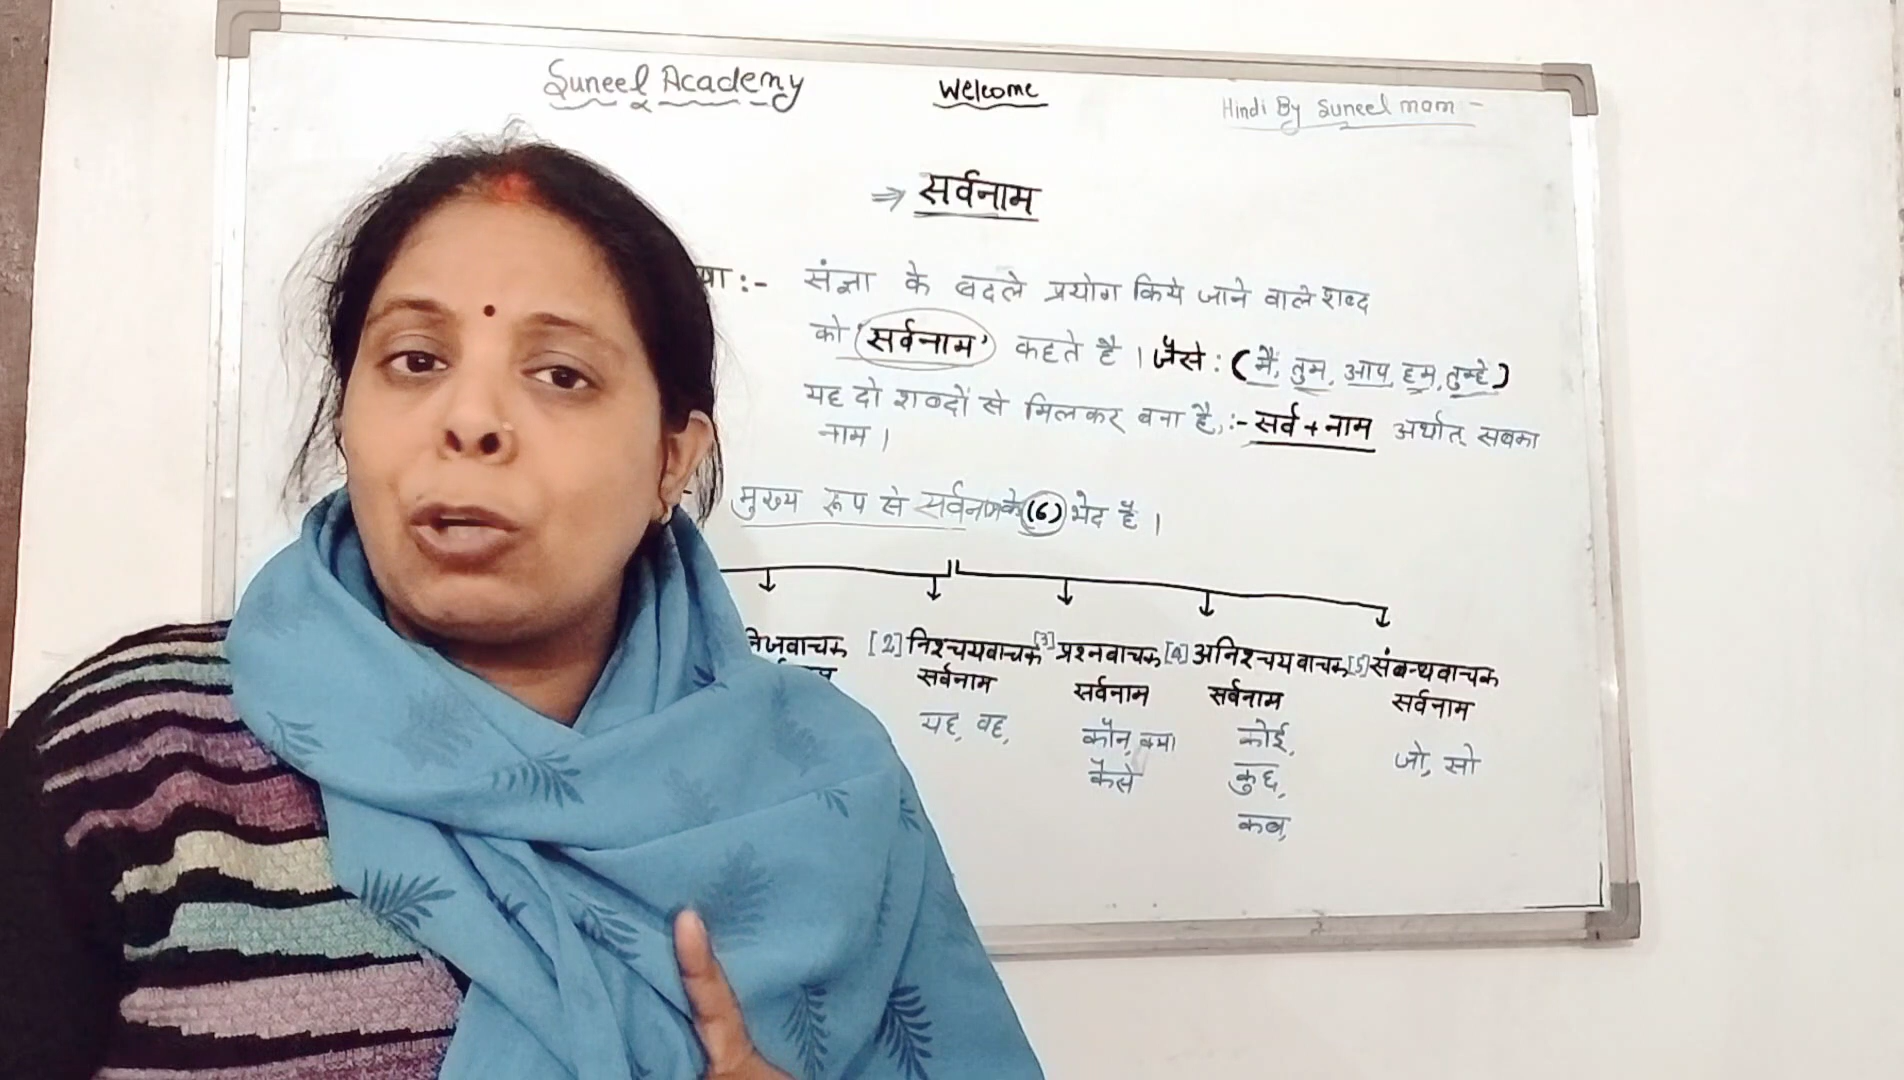 Suneel Academy
Welcome
Hindi By Suneel mam -
⇒ सर्वनाम
षा :- संज्ञा के बदले प्रयोग किये जाने वाले शब्द
को 'सर्वनाम' कहते है । जैसे : (मैं, तुम, आप, हम, तुम्हे)
यह दो शब्दों से मिलकर बना है, :- सर्व + नाम अर्थात् सबका
नाम ।
मुख्य रूप से सर्वनाम के (6) भेद है ।
निजवाचक [2] निश्चयवाचक [3] प्रश्नवाचक [4] अनिश्चयवाचक [5] संबन्धवाचक
सर्वनाम सर्वनाम सर्वनाम सर्वनाम
यह, वह, कौन, क्या कोई, जो, सो
कैसे कुछ,
कब,